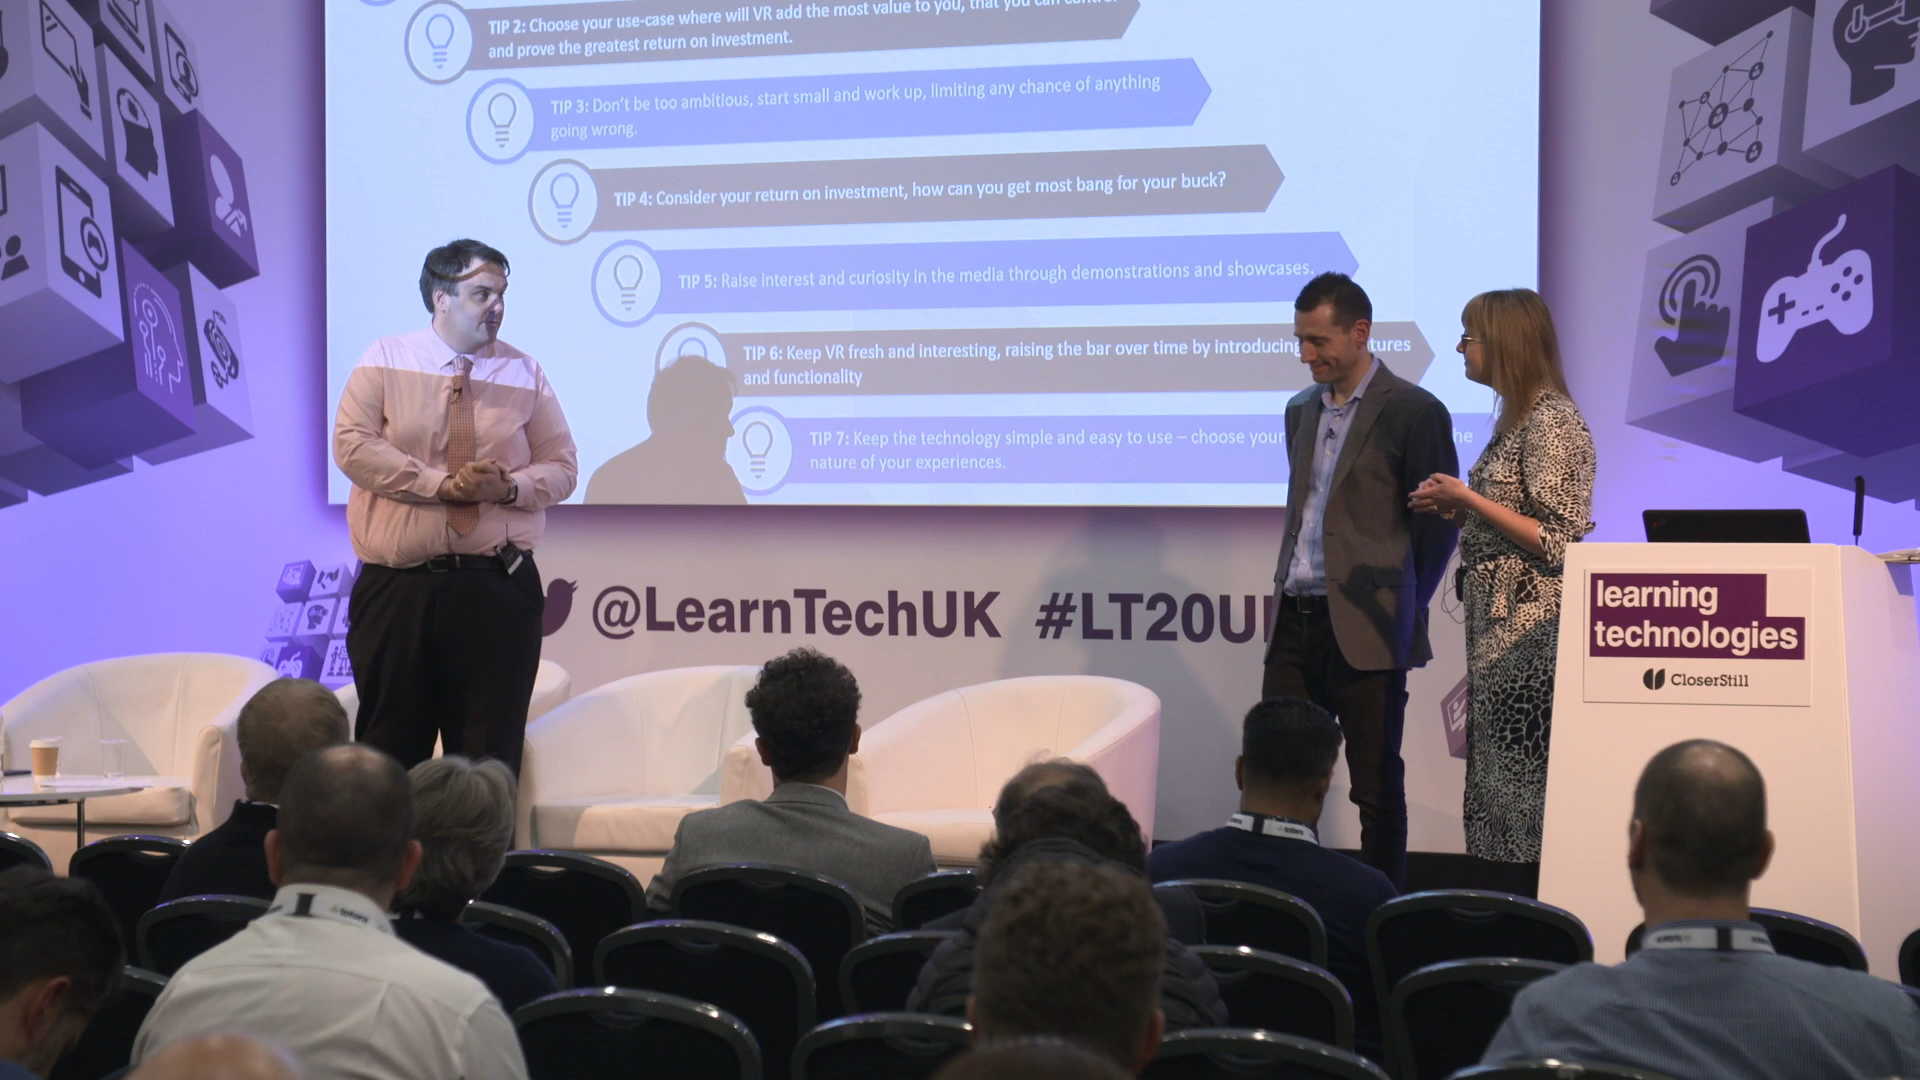 TIP 2: Choose your use-case where will VR add the most value to you, that you can
and prove the greatest return on investment.
TIP 3: Don't be too ambitious, start small and work up, limiting any chance of anything
going wrong.
TIP 4: Consider your return on investment, how can you get most bang for your buck?
TIP 5: Raise interest and curiosity in the media through demonstrations and showcases.
TIP 6: Keep VR fresh and interesting, raising the bar over time by introducing
and functionality
TIP 7: Keep the technology simple and easy to use – choose your
nature of your experiences.
@LearnTechUK #LT20U
learning
technologies
CloserStill